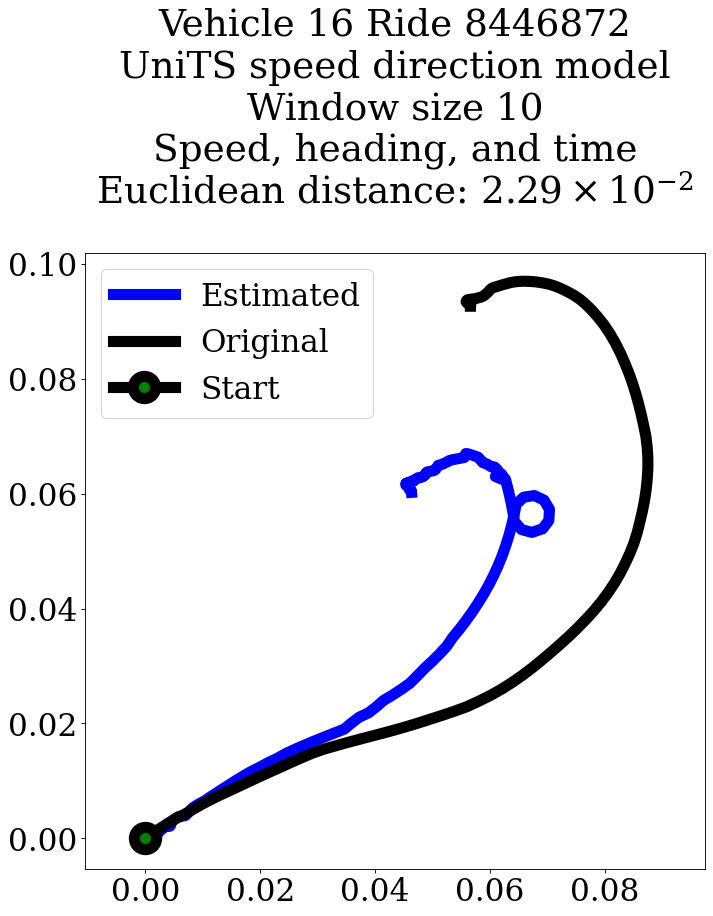 Vehicle 16 Ride 8446872
UniTS speed direction model
Window size 10
Speed, heading, and time
Euclidean distance: 2.29 × 10⁻²
0.10
0.08
0.06
0.04
0.02
0.00
Estimated
Original
Start
0.00 0.02 0.04 0.06 0.08